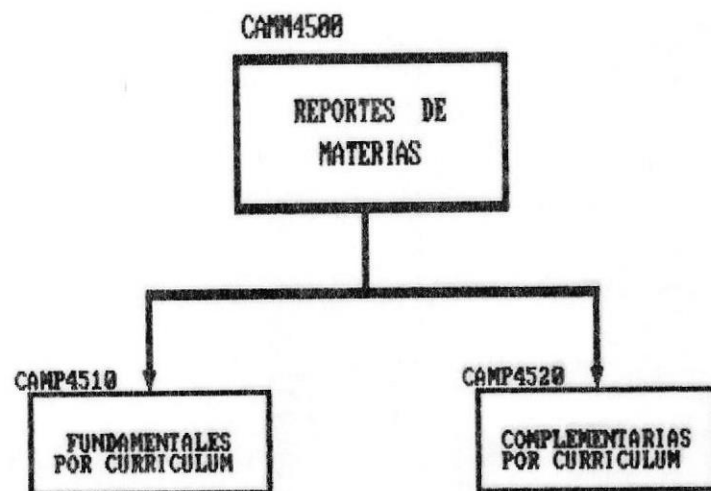 CAMM4500
REPORTES DE
MATERIAS
CAMP4510
FUNDAMENTALES
POR CURRICULUM
CAMP4520
COMPLEMENTARIAS
POR CURRICULUM